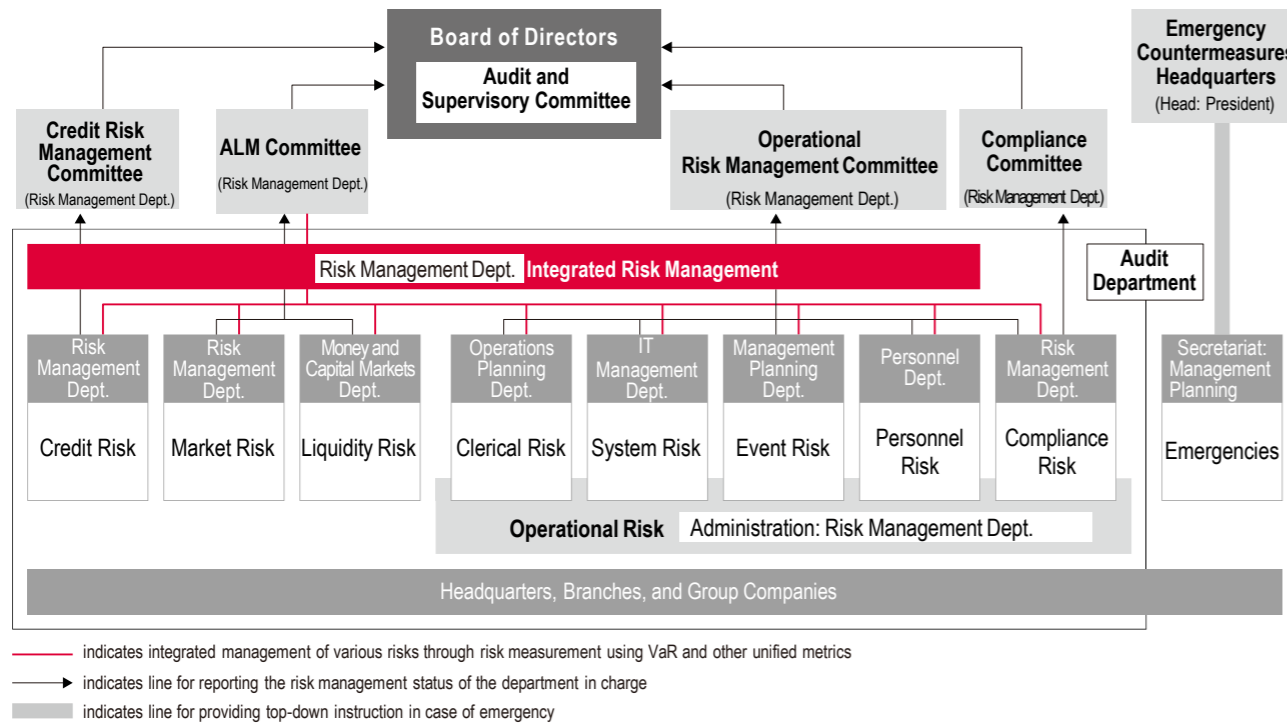 Board of Directors
Audit and
Supervisory Committee
Emergency
Countermeasures
Headquarters
(Head: President)
Credit Risk
Management
Committee
(Risk Management Dept.)
ALM Committee
(Risk Management Dept.)
Operational
Risk Management Committee
(Risk Management Dept.)
Compliance
Committee
(Risk Management Dept.)
Risk Management Dept. Integrated Risk Management
Audit
Department
Risk
Management
Dept.
Credit Risk
Risk
Management
Dept.
Market Risk
Money and
Capital Markets
Dept.
Liquidity Risk
Operations
Planning
Dept.
Clerical Risk
IT
Management
Dept.
System Risk
Management
Planning
Dept.
Event Risk
Personnel
Dept.
Personnel
Risk
Risk
Management
Dept.
Compliance
Risk
Secretariat:
Management
Planning
Emergencies
Operational Risk Administration: Risk Management Dept.
Headquarters, Branches, and Group Companies
indicates integrated management of various risks through risk measurement using VaR and other unified metrics
indicates line for reporting the risk management status of the department in charge
indicates line for providing top-down instruction in case of emergency